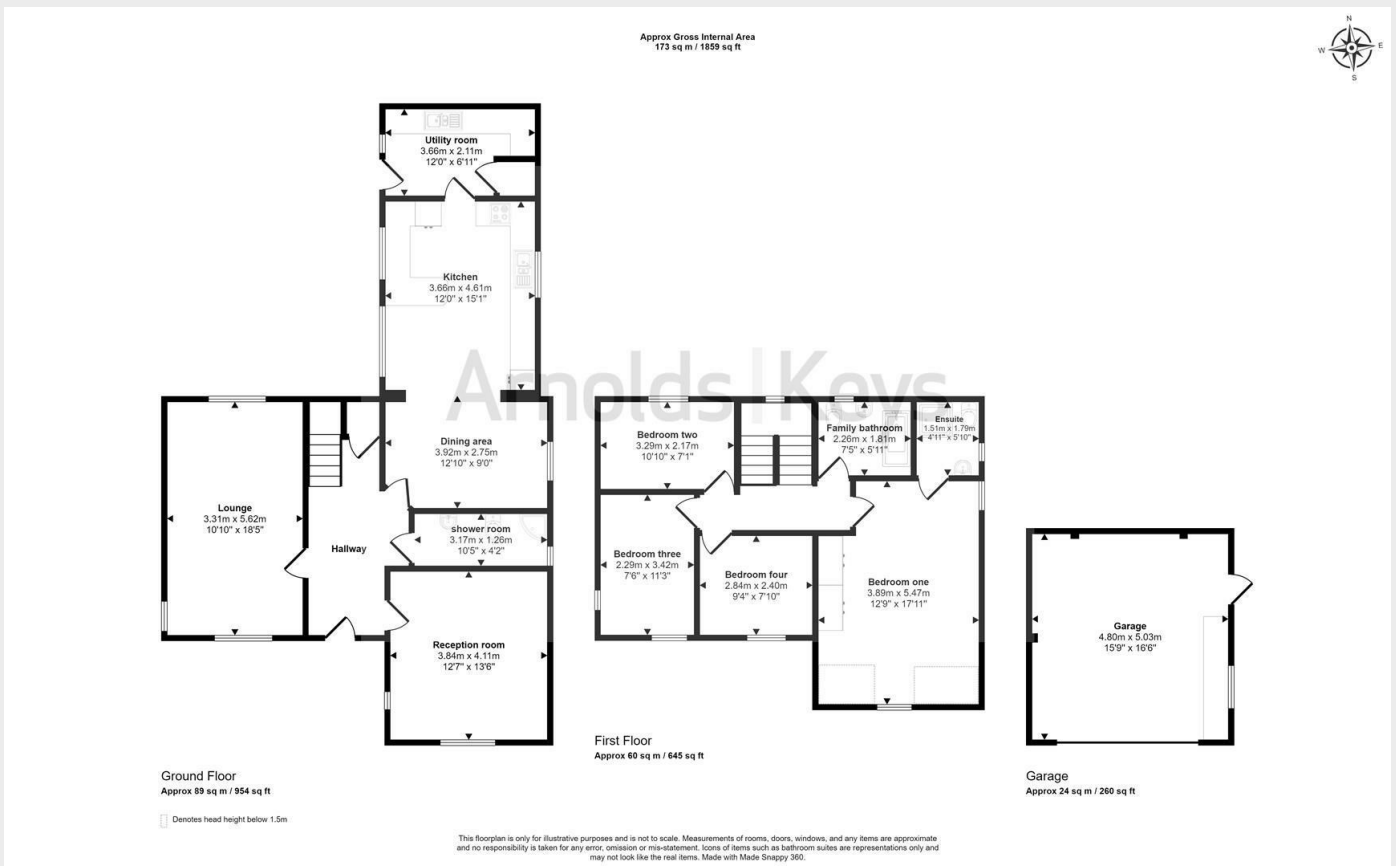 Approx Gross Internal Area
173 sq m / 1859 sq ft
N
W
E
S
Utility room
3.66m x 2.11m
12'0" x 6'11"
Kitchen
3.66m x 4.61m
12'0" x 15'1"
Arnolds | Keys
Dining area
3.92m x 2.75m
12'10" x 9'0"
Lounge
3.31m x 5.62m
10'10" x 18'5"
Hallway
shower room
3.17m x 1.26m
10'5" x 4'2"
Reception room
3.84m x 4.11m
12'7" x 13'6"
Ground Floor
Approx 89 sq m / 954 sq ft
Denotes head height below 1.5m
Bedroom two
3.29m x 2.17m
10'10" x 7'1"
Family bathroom
2.26m x 1.81m
7'5" x 5'11"
Ensuite
1.51m x 1.79m
4'11" x 5'10"
Bedroom three
2.29m x 3.42m
7'6" x 11'3"
Bedroom four
2.84m x 2.40m
9'4" x 7'10"
Bedroom one
3.89m x 5.47m
12'9" x 17'11"
First Floor
Approx 60 sq m / 645 sq ft
Garage
4.80m x 5.03m
15'9" x 16'6"
Garage
Approx 24 sq m / 260 sq ft
This floorplan is only for illustrative purposes and is not to scale. Measurements of rooms, doors, windows, and any items are approximate
and no responsibility is taken for any error, omission or mis-statement. Icons of items such as bathroom suites are representations only and
may not look like the real items. Made with Made Snappy 360.